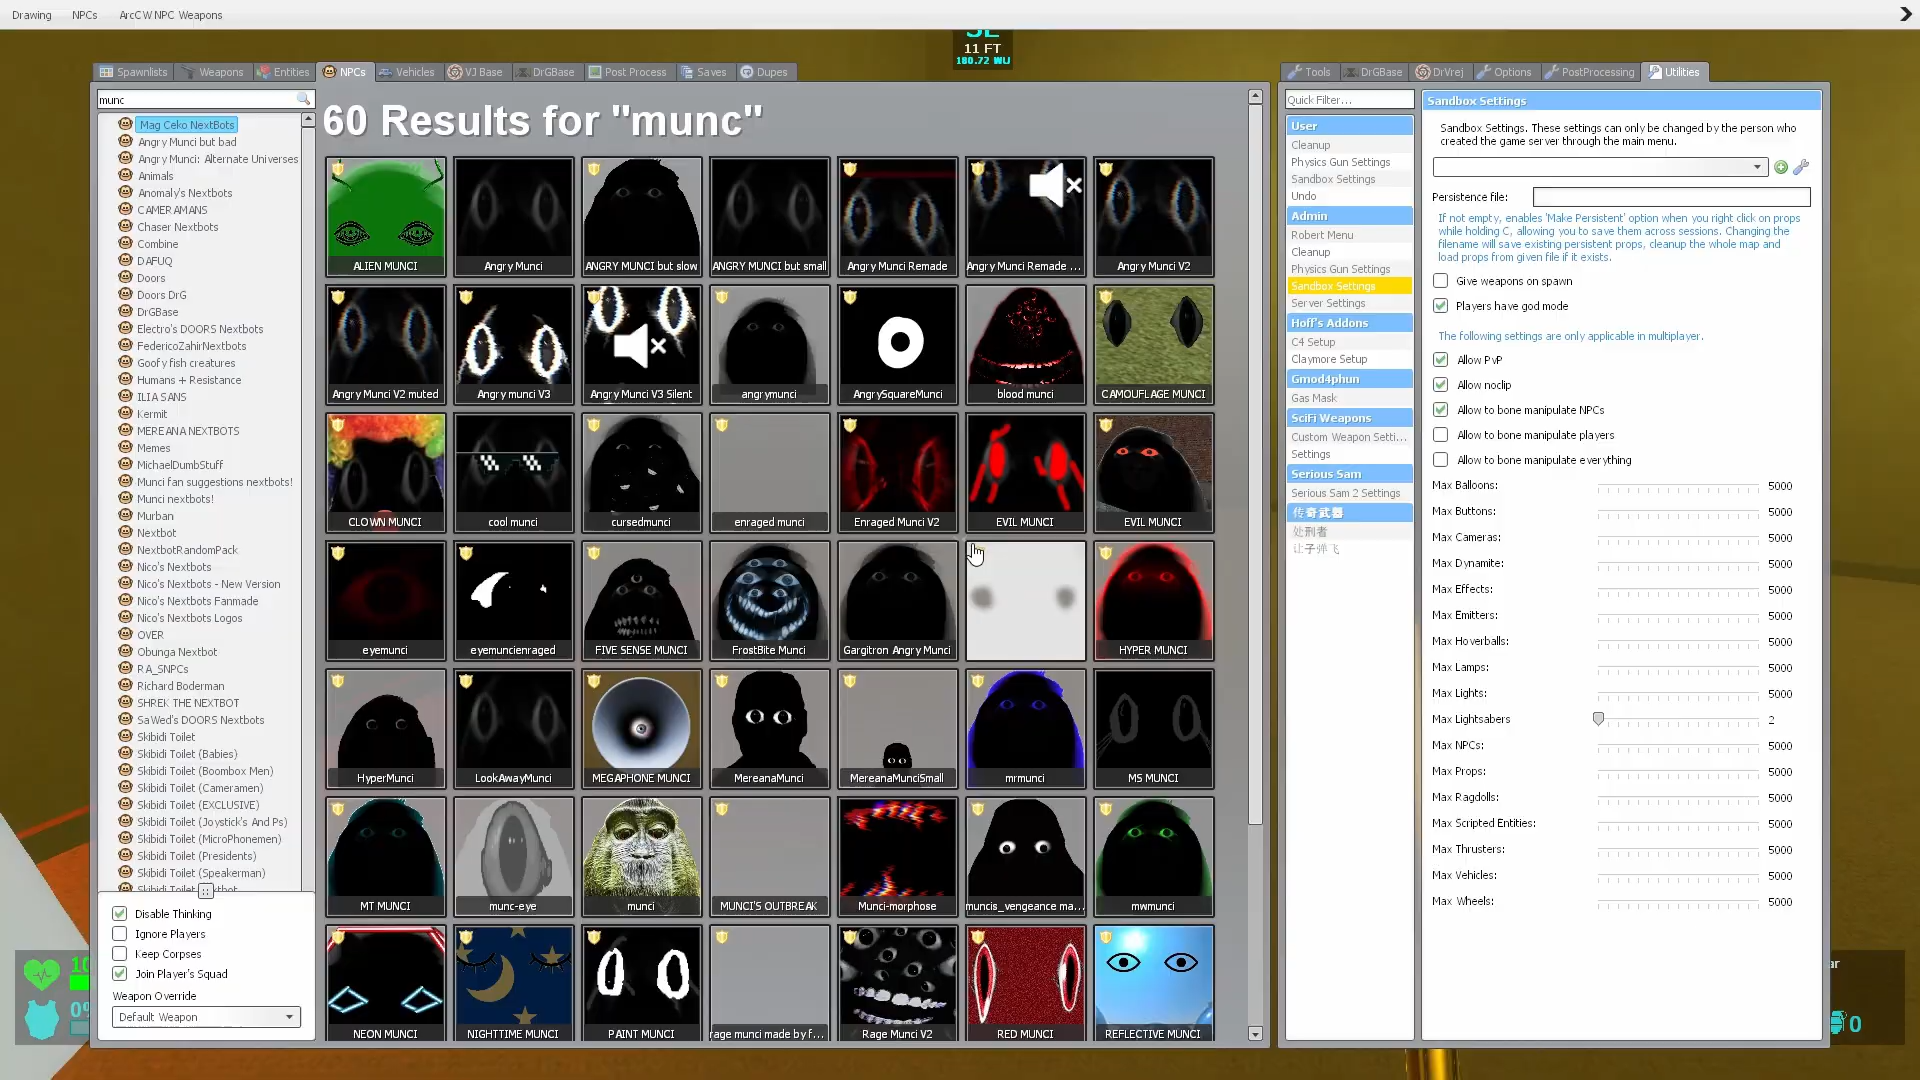 Drawing NPCs ArcCW NPC Weapons
11 FT
180.72 WU
Spawnlists Weapons Entities NPCs Vehicles VJ Base DrGBase Post Process Saves Dupes
munc
Mag Ceko NextBots
Angry Munci but bad
Angry Munci: Alternate Universes
Animals
Anomaly's Nextbots
CAMERAMANS
Chaser Nextbots
Combine
DAFUQ
Doors
Doors DrG
DrGBase
Electro's DOORS Nextbots
FedericoZahirNextbots
Goofy fish creatures
Humans + Resistance
ILIA SANS
Kermit
MEREANA NEXTBOTS
Memes
MichaelDumbStuff
Munci fan suggestions nextbots!
Munci nextbots!
Murban
Nextbot
NextbotRandomPack
Nico's Nextbots
Nico's Nextbots - New Version
Nico's Nextbots Fanmade
Nico's Nextbots Logos
OVER
Obunga Nextbot
RA_SNPCs
Richard Boderman
SHREK THE NEXTBOT
SaWed's DOORS Nextbots
Skibidi Toilet
Skibidi Toilet (Babies)
Skibidi Toilet (Boombox Men)
Skibidi Toilet (Cameramen)
Skibidi Toilet (EXCLUSIVE)
Skibidi Toilet (Joystick's And Ps)
Skibidi Toilet (MicroPhonemen)
Skibidi Toilet (Presidents)
Skibidi Toilet (Speakerman)
Disable Thinking
Ignore Players
Keep Corpses
Join Player's Squad
Weapon Override
Default Weapon
60 Results for "munc"
ALIEN MUNCI Angry Munci ANGRY MUNCI but slow ANGRY MUNCI but small Angry Munci Remade Angry Munci Remade ... Angry Munci V2
Angry Munci V2 muted Angry munci V3 Angry Munci V3 Silent angrymunci AngrySquareMunci blood munci CAMOUFLAGE MUNCI
CLOWN MUNCI cool munci cursedmunci enraged munci Enraged Munci V2 EVIL MUNCI EVIL MUNCI
eyemunci eyemuncienraged FIVE SENSE MUNCI FrostBite Munci Gargitron Angry Munci HYPER MUNCI
HyperMunci LookAwayMunci MEGAPHONE MUNCI MereanaMunci MereanaMunciSmall mrmunci MS MUNCI
MT MUNCI munc-eye munci MUNCI'S OUTBREAK Munci-morphose muncis_vengeance ma... mwmunci
NEON MUNCI NIGHTTIME MUNCI PAINT MUNCI rage munci made by f... Rage Munci V2 RED MUNCI REFLECTIVE MUNCI
Tools DrGBase DrVrej Options PostProcessing Utilities
Quick Filter...
User
Cleanup
Physics Gun Settings
Sandbox Settings
Undo
Admin
Robert Menu
Cleanup
Physics Gun Settings
Sandbox Settings
Server Settings
Hoff's Addons
C4 Setup
Claymore Setup
Gmod4phun
Gas Mask
SciFi Weapons
Custom Weapon Setti...
Settings
Serious Sam
Serious Sam 2 Settings
传奇武器
处刑者
让子弹飞
Sandbox Settings
Sandbox Settings. These settings can only be changed by the person who
created the game server through the main menu.
Persistence file:
If not empty, enables 'Make Persistent' option when you right click on props
while holding C, allowing you to save them across sessions. Changing the
filename will save existing persistent props, cleanup the whole map and
load props from given file if it exists.
Give weapons on spawn
Players have god mode
The following settings are only applicable in multiplayer.
Allow PvP
Allow noclip
Allow to bone manipulate NPCs
Allow to bone manipulate players
Allow to bone manipulate everything
Max Balloons: 5000
Max Buttons: 5000
Max Cameras: 5000
Max Dynamite: 5000
Max Effects: 5000
Max Emitters: 5000
Max Hoverballs: 5000
Max Lamps: 5000
Max Lights: 5000
Max Lightsabers 2
Max NPCs: 5000
Max Props: 5000
Max Ragdolls: 5000
Max Scripted Entities: 5000
Max Thrusters: 5000
Max Vehicles: 5000
Max Wheels: 5000
0